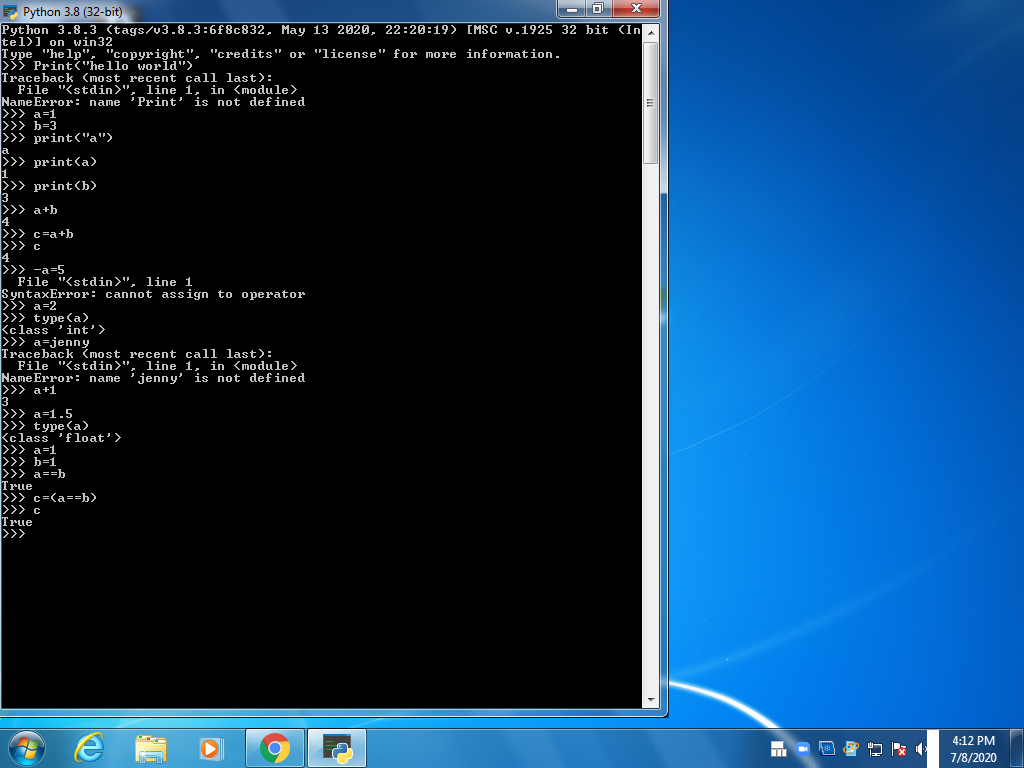 Python 3.8 (32-bit)
Python 3.8.3 (tags/v3.8.3:6f8c832, May 13 2020, 22:20:19) [MSC v.1925 32 bit (In
tel)] on win32
Type "help", "copyright", "credits" or "license" for more information.
>>> Print("hello world")
Traceback (most recent call last):
  File "<stdin>", line 1, in <module>
NameError: name 'Print' is not defined
>>> a=1
>>> b=3
>>> print("a")
a
>>> print(a)
1
>>> print(b)
3
>>> a+b
4
>>> c=a+b
>>> c
4
>>> -a=5
  File "<stdin>", line 1
SyntaxError: cannot assign to operator
>>> a=2
>>> type(a)
<class 'int'>
>>> a=jenny
Traceback (most recent call last):
  File "<stdin>", line 1, in <module>
NameError: name 'jenny' is not defined
>>> a+1
3
>>> a=1.5
>>> type(a)
<class 'float'>
>>> a=1
>>> b=1
>>> a==b
True
>>> c=(a==b)
>>> c
True
>>>
4:12 PM
7/8/2020